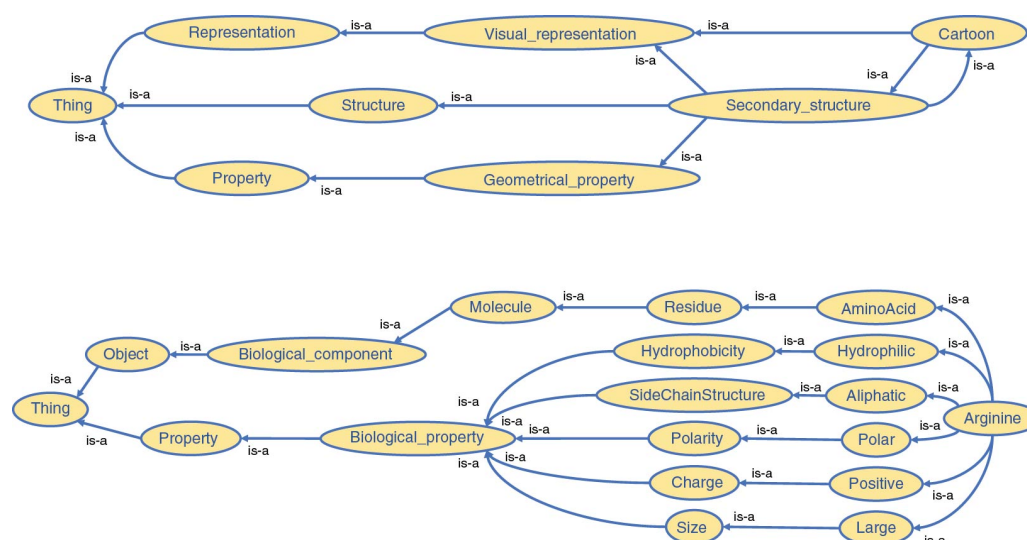 Representation
is-a
Visual_representation
is-a
Cartoon
is-a
is-a
is-a
is-a
Thing
is-a
Structure
is-a
Secondary_structure
is-a
is-a
Property
is-a
Geometrical_property
Molecule
is-a
Residue
is-a
AminoAcid
is-a
is-a
Object
is-a
Biological_component
Hydrophobicity
is-a
Hydrophilic
is-a
is-a
SideChainStructure
is-a
Aliphatic
is-a
Thing
is-a
is-a
is-a
Arginine
is-a
Property
is-a
Biological_property
is-a
Polarity
is-a
Polar
is-a
is-a
is-a
Charge
is-a
Positive
is-a
Size
is-a
Large
is-a